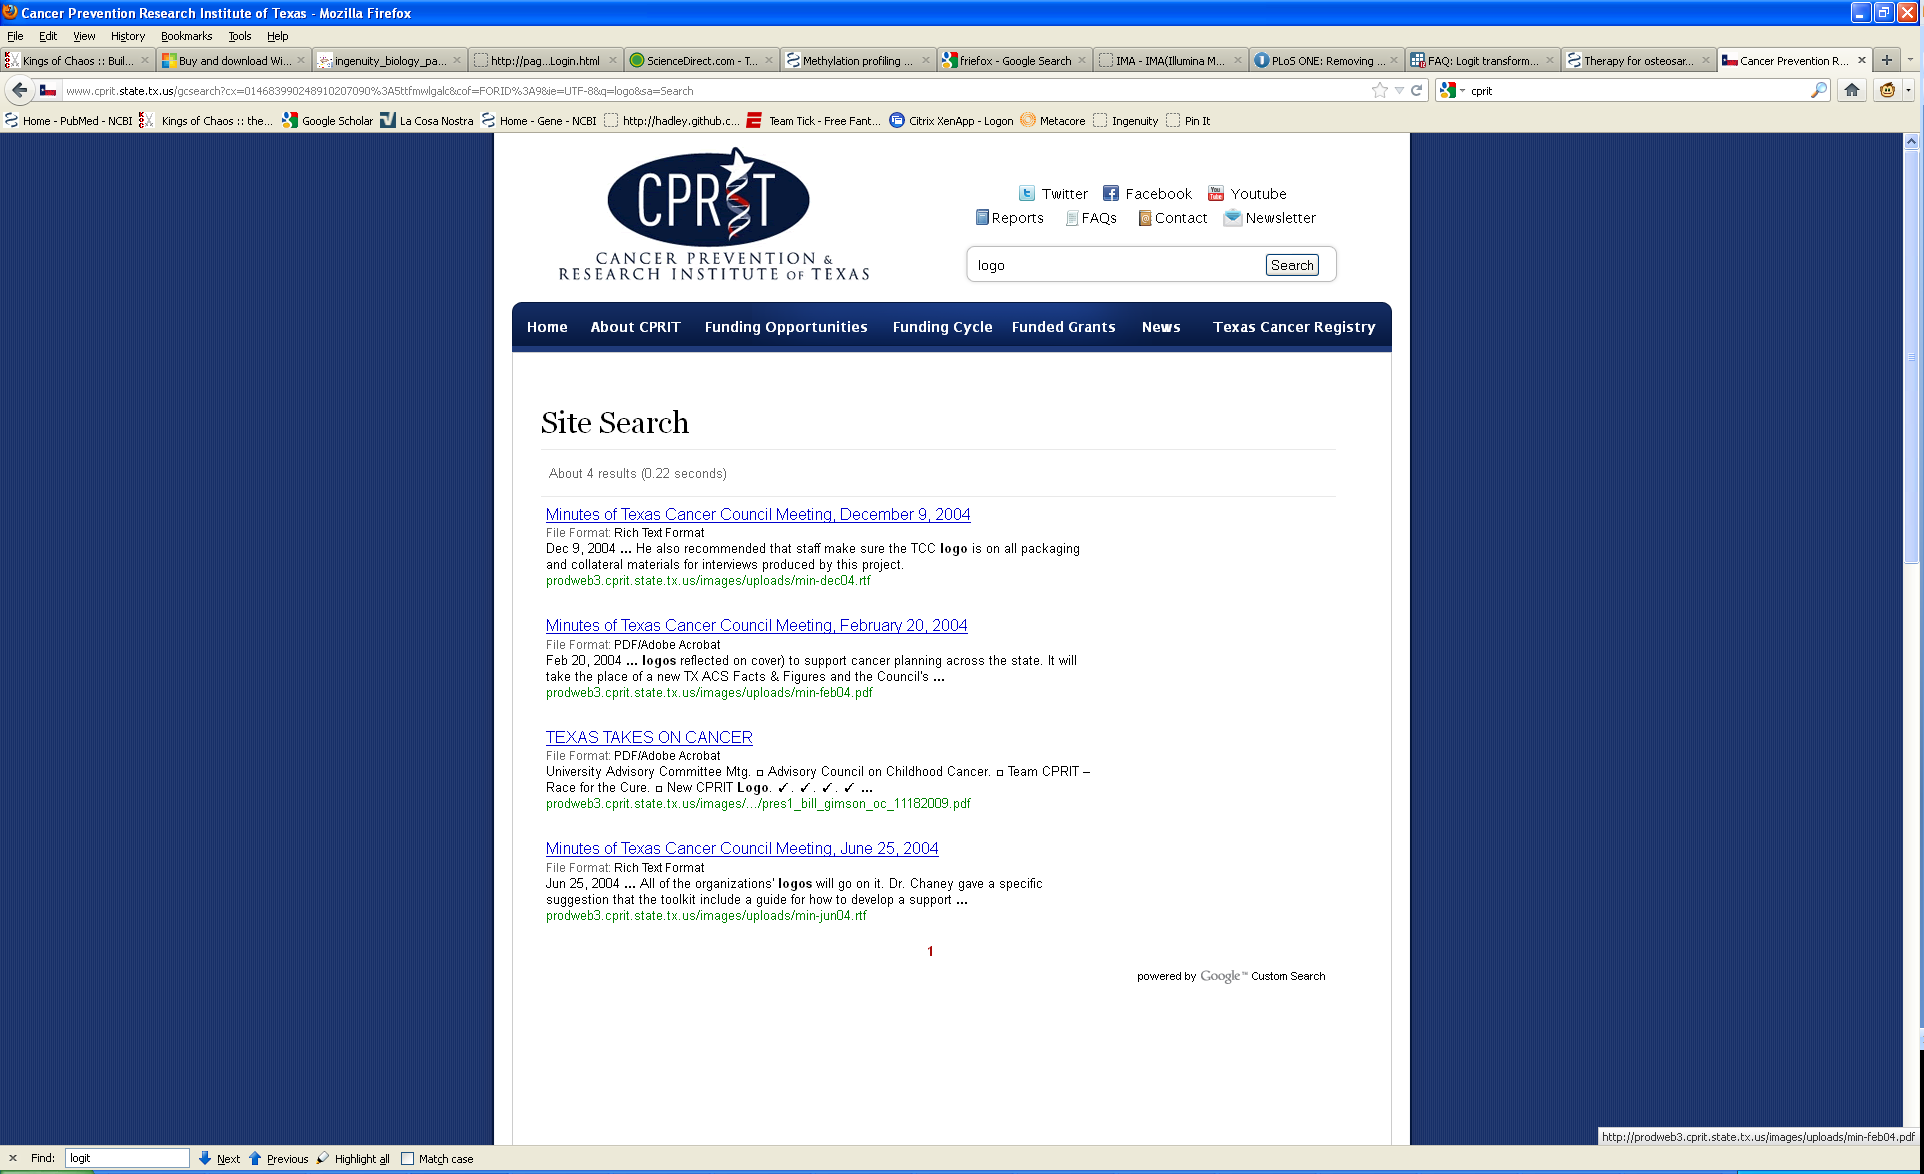 Cancer Prevention Research Institute of Texas - Mozilla Firefox
File Edit View History Bookmarks Tools Help
Kings of Chaos :: Buil... Buy and download Wi... ingenuity_biology_pa... http://pag...Login.html ScienceDirect.com - T... Methylation profiling ... friefox - Google Search IMA - IMA(Illumina M... PLoS ONE: Removing ... FAQ: Logit transform... Therapy for osteosar... Cancer Prevention R...
www.cprit.state.tx.us/gcsearch?cx=014683990248910207090%3A5ttfmwlgalc&cof=FORID%3A9&ie=UTF-8&q=logo&sa=Search cprit
Home - PubMed - NCBI Kings of Chaos :: the... Google Scholar La Cosa Nostra Home - Gene - NCBI http://hadley.github.c... Team Tick - Free Fant... Citrix XenApp - Logon Metacore Ingenuity Pin It
CPRIT
CANCER PREVENTION &
RESEARCH INSTITUTE OF TEXAS
Twitter Facebook Youtube
Reports FAQs Contact Newsletter
logo Search
Home About CPRIT Funding Opportunities Funding Cycle Funded Grants News Texas Cancer Registry
Site Search
About 4 results (0.22 seconds)
Minutes of Texas Cancer Council Meeting, December 9, 2004
File Format: Rich Text Format
Dec 9, 2004 ... He also recommended that staff make sure the TCC logo is on all packaging
and collateral materials for interviews produced by this project.
prodweb3.cprit.state.tx.us/images/uploads/min-dec04.rtf
Minutes of Texas Cancer Council Meeting, February 20, 2004
File Format: PDF/Adobe Acrobat
Feb 20, 2004 ... logos reflected on cover) to support cancer planning across the state. It will
take the place of a new TX ACS Facts & Figures and the Council's ...
prodweb3.cprit.state.tx.us/images/uploads/min-feb04.pdf
TEXAS TAKES ON CANCER
File Format: PDF/Adobe Acrobat
University Advisory Committee Mtg. □ Advisory Council on Childhood Cancer. □ Team CPRIT –
Race for the Cure. □ New CPRIT Logo. ✓. ✓. ✓. ✓ ...
prodweb3.cprit.state.tx.us/images/.../pres1_bill_gimson_oc_11182009.pdf
Minutes of Texas Cancer Council Meeting, June 25, 2004
File Format: Rich Text Format
Jun 25, 2004 ... All of the organizations' logos will go on it. Dr. Chaney gave a specific
suggestion that the toolkit include a guide for how to develop a support ...
prodweb3.cprit.state.tx.us/images/uploads/min-jun04.rtf
1
powered by Google™ Custom Search
http://prodweb3.cprit.state.tx.us/images/uploads/min-feb04.pdf
Find: logit Next Previous Highlight all Match case